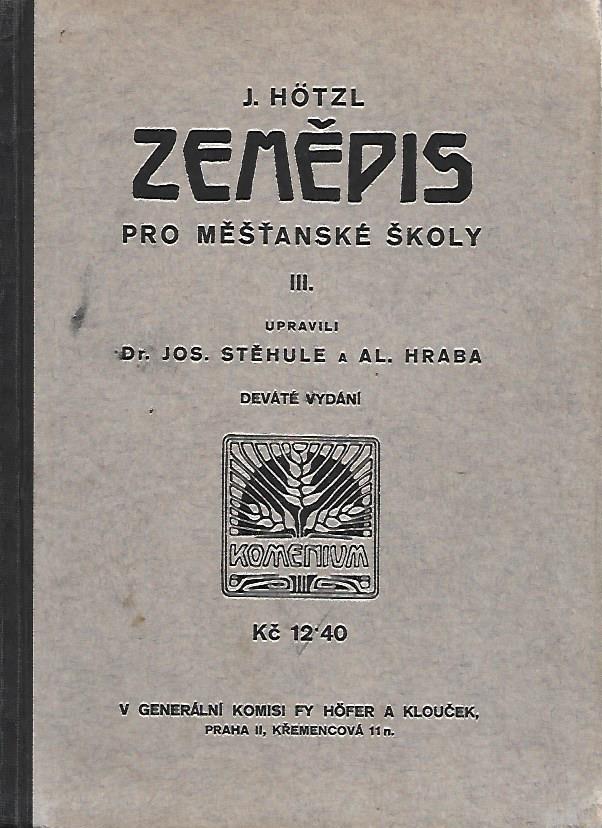 J. HÖTZL
ZEMĚPIS
PRO MĚŠŤANSKÉ ŠKOLY
III.
UPRAVILI
Dr. JOS. STĚHULE A AL. HRABA
DEVÁTÉ VYDÁNÍ
KOMENIUM
Kč 12·40
V GENERÁLNÍ KOMISI FY HÖFER A KLOUČEK,
PRAHA II, KŘEMENCOVÁ 11 n.